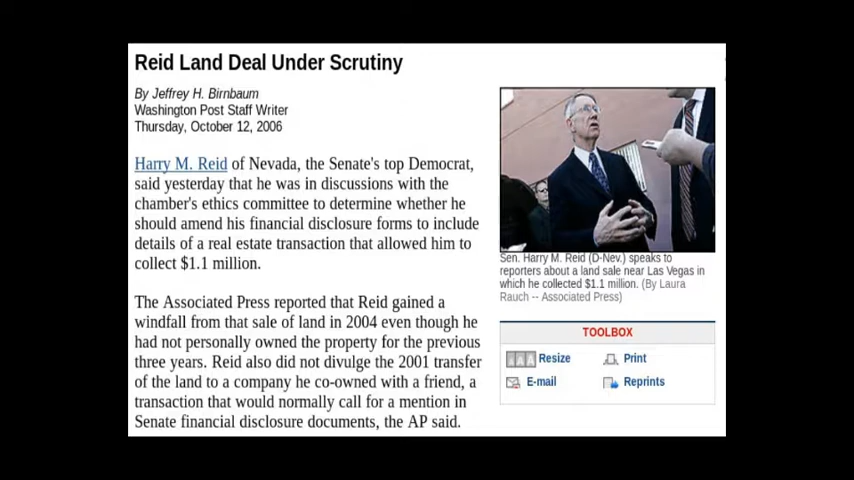 Reid Land Deal Under Scrutiny
By Jeffrey H. Birnbaum
Washington Post Staff Writer
Thursday, October 12, 2006
Harry M. Reid of Nevada, the Senate's top Democrat,
said yesterday that he was in discussions with the
chamber's ethics committee to determine whether he
should amend his financial disclosure forms to include
details of a real estate transaction that allowed him to
collect $1.1 million.
The Associated Press reported that Reid gained a
windfall from that sale of land in 2004 even though he
had not personally owned the property for the previous
three years. Reid also did not divulge the 2001 transfer
of the land to a company he co-owned with a friend, a
transaction that would normally call for a mention in
Senate financial disclosure documents, the AP said.
Sen. Harry M. Reid (D-Nev.) speaks to
reporters about a land sale near Las Vegas in
which he collected $1.1 million. (By Laura
Rauch -- Associated Press)
TOOLBOX
AAA Resize
Print
E-mail
Reprints